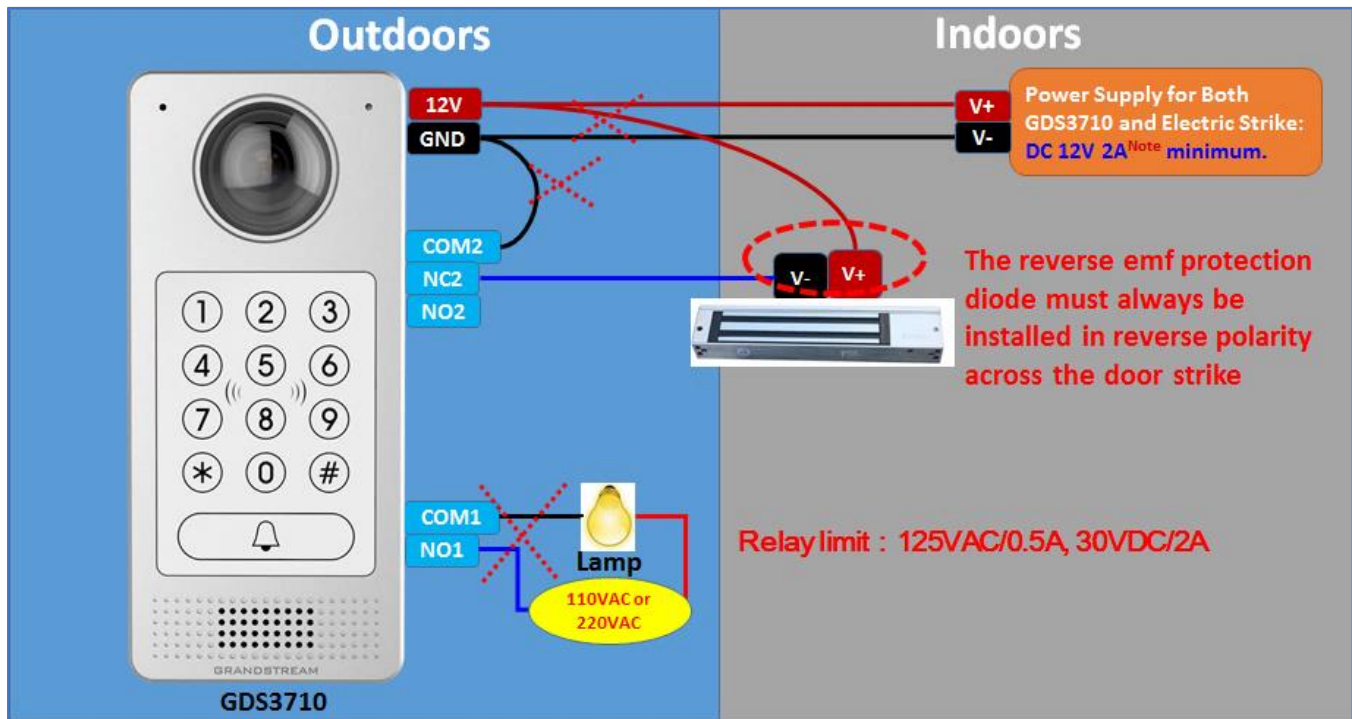 Outdoors
Indoors
12V
GND
V+
V-
Power Supply for Both
GDS3710 and Electric Strike:
DC 12V 2A Note minimum.
COM2
NC2
NO2
V-
V+
The reverse emf protection
diode must always be
installed in reverse polarity
across the door strike
1 2 3
4 5 6
7 8 9
* 0 #
COM1
NO1
Lamp
110VAC or
220VAC
Relay limit : 125VAC/0.5A, 30VDC/2A
GRANDSTREAM
GDS3710